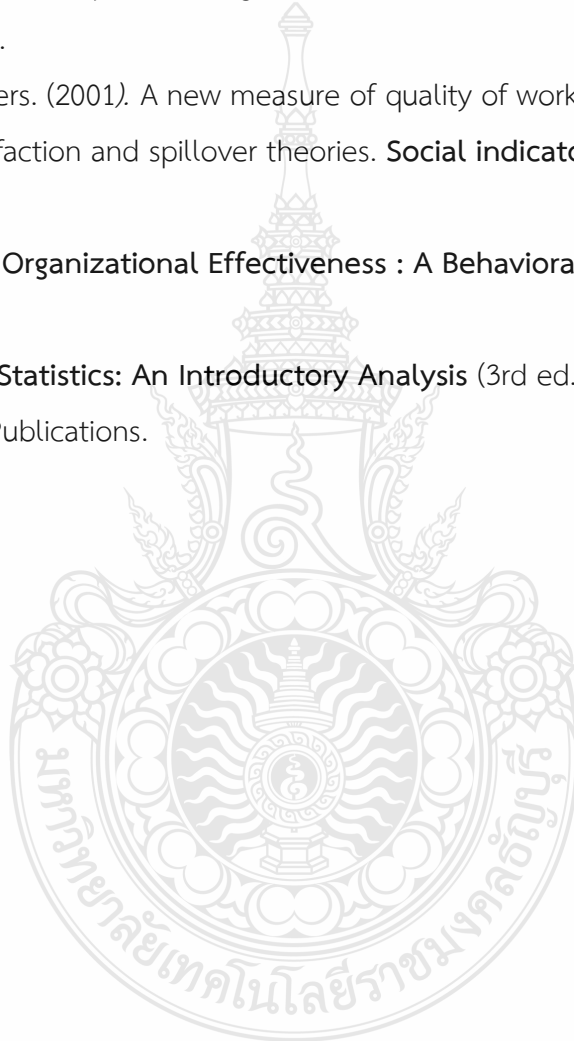 .
ers. (2001). A new measure of quality of work
faction and spillover theories. Social indicato
Organizational Effectiveness : A Behaviora
Statistics: An Introductory Analysis (3rd ed.
Publications.
มหาวิทยาลัยเทคโนโลยีราชมงคลธัญบุรี